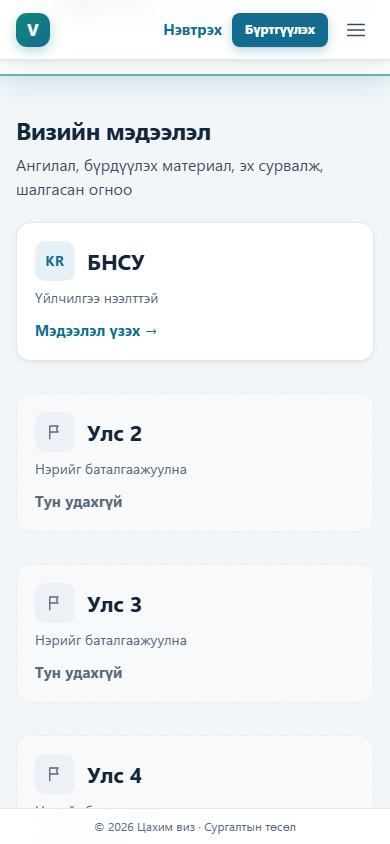 V
Нэвтрэх
Бүртгүүлэх
Визийн мэдээлэл
Ангилал, бүрдүүлэх материал, эх сурвалж,
шалгасан огноо
KR
БНСУ
Үйлчилгээ нээлттэй
Мэдээлэл үзэх →
Улс 2
Нэрийг баталгаажуулна
Тун удахгүй
Улс 3
Нэрийг баталгаажуулна
Тун удахгүй
Улс 4
© 2026 Цахим виз · Сургалтын төсөл